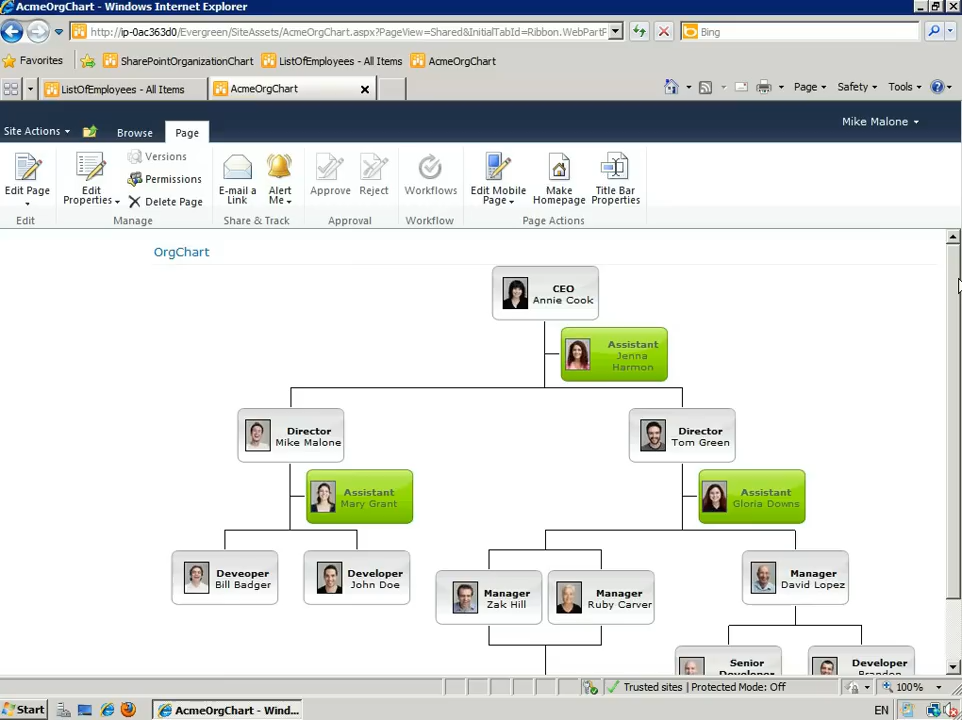 AcmeOrgChart - Windows Internet Explorer
http://ip-0ac363d0/Evergreen/SiteAssets/AcmeOrgChart.aspx?PageView=Shared&InitialTabId=Ribbon.WebPartF
Bing
Favorites
SharePointOrganizationChart
ListOfEmployees - All Items
AcmeOrgChart
ListOfEmployees - All Items
AcmeOrgChart
Page
Safety
Tools
Site Actions
Browse
Page
Mike Malone
Edit Page
Edit Properties
Versions
Permissions
Delete Page
E-mail a Link
Alert Me
Approve
Reject
Workflows
Edit Mobile Page
Make Homepage
Title Bar Properties
Edit
Manage
Share & Track
Approval
Workflow
Page Actions
OrgChart
CEO
Annie Cook
Assistant
Jenna
Harmon
Director
Mike Malone
Director
Tom Green
Assistant
Mary Grant
Assistant
Gloria Downs
Deveoper
Bill Badger
Developer
John Doe
Manager
Zak Hill
Manager
Ruby Carver
Manager
David Lopez
Senior
Developer
Developer
Brandon
Trusted sites | Protected Mode: Off
100%
Start
AcmeOrgChart - Wind...
EN